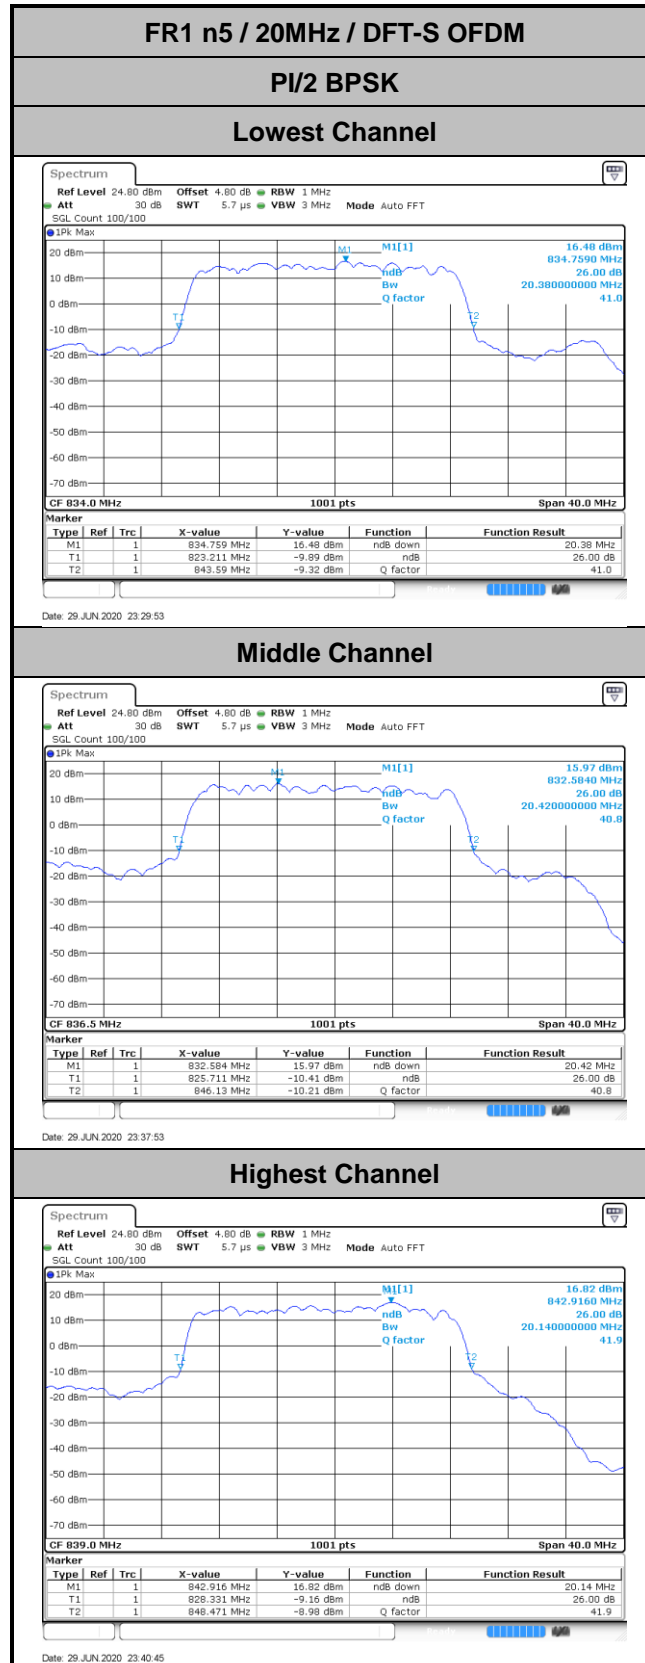 FR1 n5 / 20MHz / DFT-S OFDM
PI/2 BPSK
Lowest Channel
Spectrum
Ref Level 24.80 dBm Offset 4.80 dB RBW 1 MHz
Att 30 dB SWT 5.7 µs VBW 3 MHz Mode Auto FFT
SGL Count 100/100
1Pk Max
M1[1] 16.48 dBm
834.7590 MHz
ndB 26.00 dB
Bw 20.380000000 MHz
Q factor 41.0
M1
T1
T2
20 dBm
10 dBm
0 dBm
-10 dBm
-20 dBm
-30 dBm
-40 dBm
-50 dBm
-60 dBm
-70 dBm
CF 834.0 MHz 1001 pts Span 40.0 MHz
Marker
Type Ref Trc X-value Y-value Function Function Result
M1 1 834.759 MHz 16.48 dBm ndB down 20.38 MHz
T1 1 823.211 MHz -9.89 dBm ndB 26.00 dB
T2 1 843.59 MHz -9.32 dBm Q factor 41.0
Date: 29.JUN.2020 23:29:53
Middle Channel
Spectrum
Ref Level 24.80 dBm Offset 4.80 dB RBW 1 MHz
Att 30 dB SWT 5.7 µs VBW 3 MHz Mode Auto FFT
SGL Count 100/100
1Pk Max
M1[1] 15.97 dBm
832.5840 MHz
ndB 26.00 dB
Bw 20.420000000 MHz
Q factor 40.8
M1
T1
T2
20 dBm
10 dBm
0 dBm
-10 dBm
-20 dBm
-30 dBm
-40 dBm
-50 dBm
-60 dBm
-70 dBm
CF 836.5 MHz 1001 pts Span 40.0 MHz
Marker
Type Ref Trc X-value Y-value Function Function Result
M1 1 832.584 MHz 15.97 dBm ndB down 20.42 MHz
T1 1 825.711 MHz -10.41 dBm ndB 26.00 dB
T2 1 846.13 MHz -10.21 dBm Q factor 40.8
Date: 29.JUN.2020 23:37:53
Highest Channel
Spectrum
Ref Level 24.80 dBm Offset 4.80 dB RBW 1 MHz
Att 30 dB SWT 5.7 µs VBW 3 MHz Mode Auto FFT
SGL Count 100/100
1Pk Max
M1[1] 16.82 dBm
842.9160 MHz
ndB 26.00 dB
Bw 20.140000000 MHz
Q factor 41.9
T1
T2
20 dBm
10 dBm
0 dBm
-10 dBm
-20 dBm
-30 dBm
-40 dBm
-50 dBm
-60 dBm
-70 dBm
CF 839.0 MHz 1001 pts Span 40.0 MHz
Marker
Type Ref Trc X-value Y-value Function Function Result
M1 1 842.916 MHz 16.82 dBm ndB down 20.14 MHz
T1 1 828.331 MHz -9.16 dBm ndB 26.00 dB
T2 1 848.471 MHz -8.98 dBm Q factor 41.9
Date: 29.JUN.2020 23:40:45